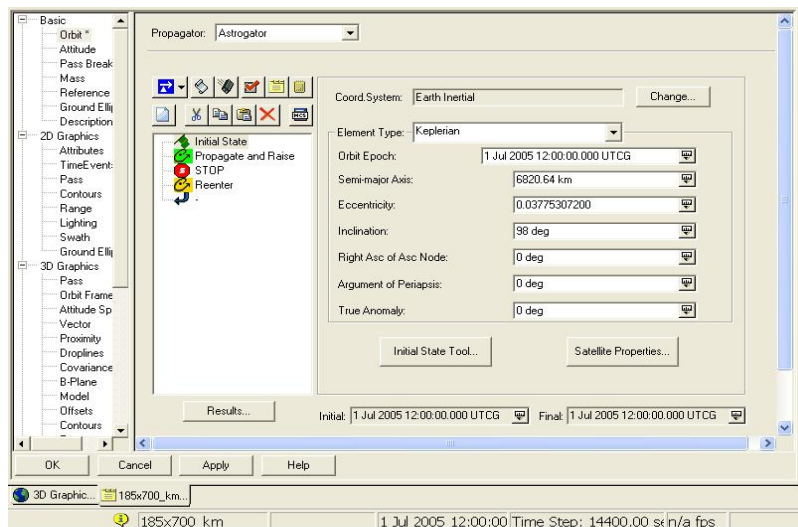 Basic
Orbit *
Attitude
Pass Break
Mass
Reference
Ground Ellip
Description
2D Graphics
Attributes
TimeEvents
Pass
Contours
Range
Lighting
Swath
Ground Ellip
3D Graphics
Pass
Orbit Frame
Attitude Sp
Vector
Proximity
Droplines
Covariance
B-Plane
Model
Offsets
Contours
Propagator: Astrogator
MCS
Initial State
Propagate and Raise
STOP
Reenter
-
Results...
Coord.System: Earth Inertial Change...
Element Type: Keplerian
Orbit Epoch: 1 Jul 2005 12:00:00.000 UTCG
Semi-major Axis: 6820.64 km
Eccentricity: 0.03775307200
Inclination: 98 deg
Right Asc of Asc Node: 0 deg
Argument of Periapsis: 0 deg
True Anomaly: 0 deg
Initial State Tool... Satellite Properties...
Initial: 1 Jul 2005 12:00:00.000 UTCG Final: 1 Jul 2005 12:00:00.000 UTCG
OK Cancel Apply Help
3D Graphic... 185x700_km...
185x700_km 1 Jul 2005 12:00:00 Time Step: 14400.00 se n/a fps